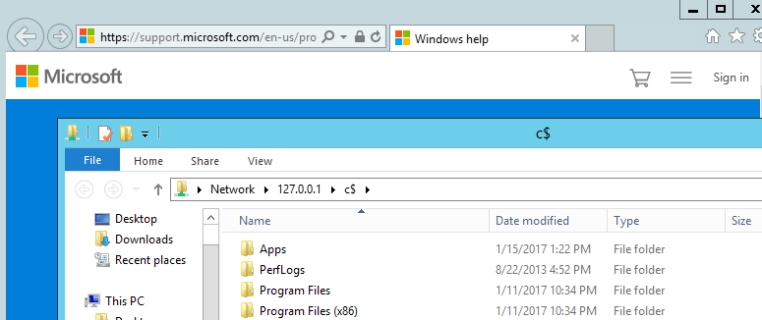 https://support.microsoft.com/en-us/pro
Windows help
Microsoft
Sign in
c$
File Home Share View
Network 127.0.0.1 c$
Desktop
Downloads
Recent places
This PC
Name Date modified Type Size
Apps 1/15/2017 1:22 PM File folder
PerfLogs 8/22/2013 4:52 PM File folder
Program Files 1/11/2017 10:34 PM File folder
Program Files (x86) 1/11/2017 10:34 PM File folder